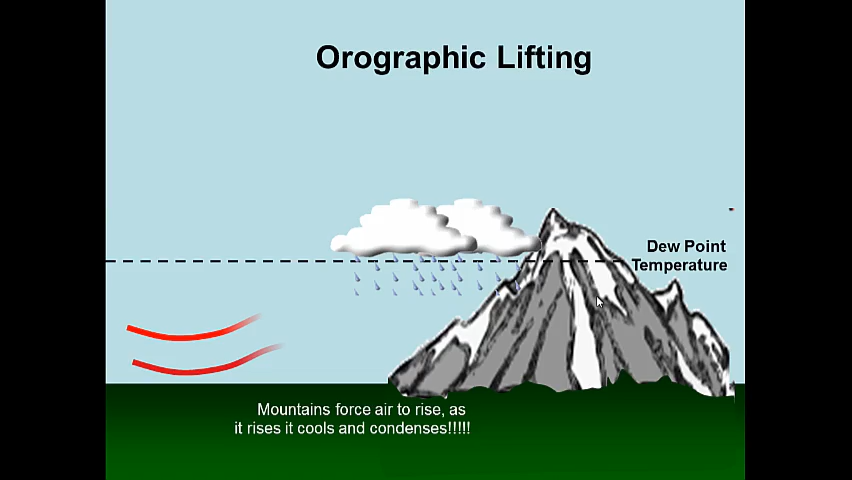 Orographic Lifting
Dew Point
Temperature
Mountains force air to rise, as
it rises it cools and condenses!!!!!